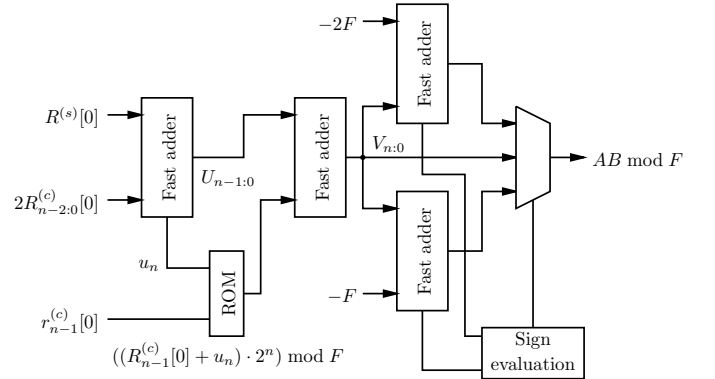 −2F
Fast adder
R^(s)[0]
Fast adder
Fast adder
V_{n:0}
AB mod F
U_{n−1:0}
2R^(c)_{n−2:0}[0]
Fast adder
u_n
ROM
−F
r^(c)_{n−1}[0]
Sign
evaluation
((R^(c)_{n−1}[0] + u_n) · 2^n) mod F